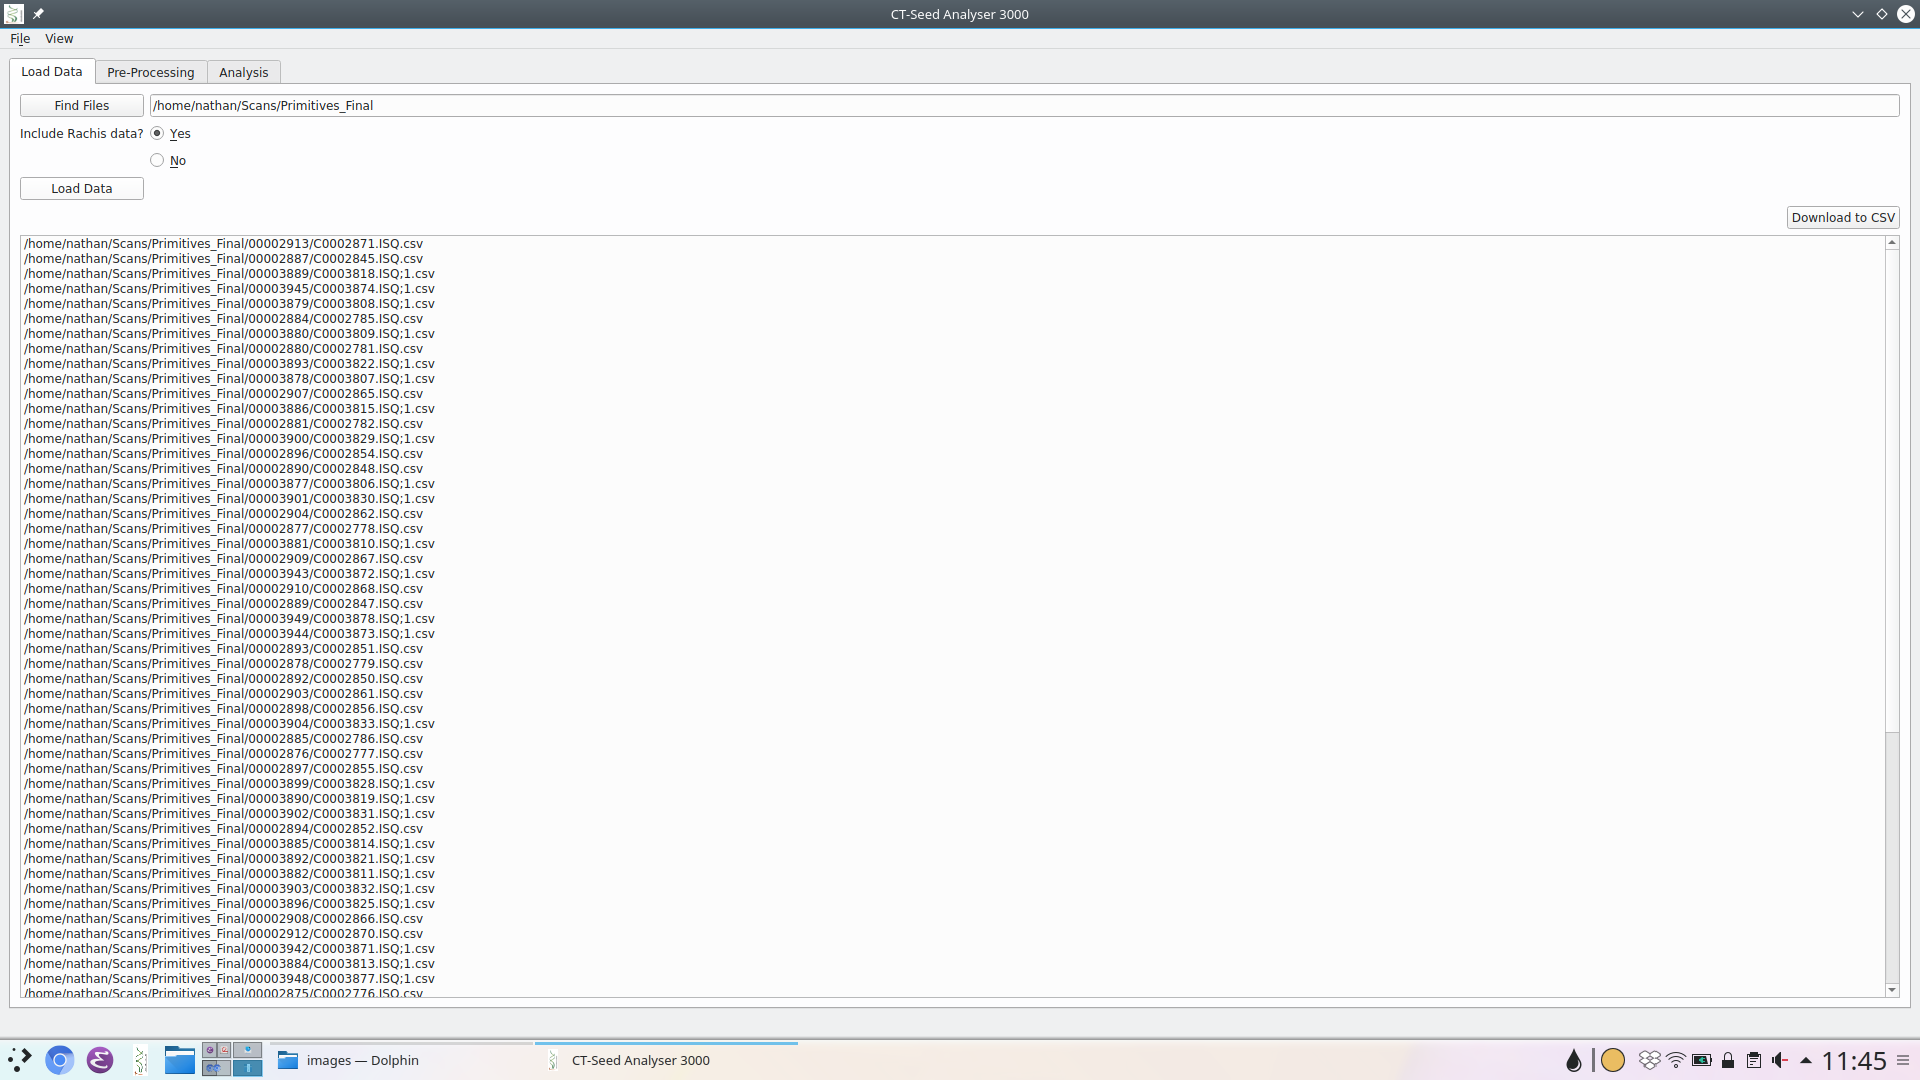 CT-Seed Analyser 3000
File View
Load Data Pre-Processing Analysis
Find Files /home/nathan/Scans/Primitives_Final
Include Rachis data? Yes
No
Load Data
Download to CSV
/home/nathan/Scans/Primitives_Final/00002913/C0002871.ISQ.csv
/home/nathan/Scans/Primitives_Final/00002887/C0002845.ISQ.csv
/home/nathan/Scans/Primitives_Final/00003889/C0003818.ISQ;1.csv
/home/nathan/Scans/Primitives_Final/00003945/C0003874.ISQ;1.csv
/home/nathan/Scans/Primitives_Final/00003879/C0003808.ISQ;1.csv
/home/nathan/Scans/Primitives_Final/00002884/C0002785.ISQ.csv
/home/nathan/Scans/Primitives_Final/00003880/C0003809.ISQ;1.csv
/home/nathan/Scans/Primitives_Final/00002880/C0002781.ISQ.csv
/home/nathan/Scans/Primitives_Final/00003893/C0003822.ISQ;1.csv
/home/nathan/Scans/Primitives_Final/00003878/C0003807.ISQ;1.csv
/home/nathan/Scans/Primitives_Final/00002907/C0002865.ISQ.csv
/home/nathan/Scans/Primitives_Final/00003886/C0003815.ISQ;1.csv
/home/nathan/Scans/Primitives_Final/00002881/C0002782.ISQ.csv
/home/nathan/Scans/Primitives_Final/00003900/C0003829.ISQ;1.csv
/home/nathan/Scans/Primitives_Final/00002896/C0002854.ISQ.csv
/home/nathan/Scans/Primitives_Final/00002890/C0002848.ISQ.csv
/home/nathan/Scans/Primitives_Final/00003877/C0003806.ISQ;1.csv
/home/nathan/Scans/Primitives_Final/00003901/C0003830.ISQ;1.csv
/home/nathan/Scans/Primitives_Final/00002904/C0002862.ISQ.csv
/home/nathan/Scans/Primitives_Final/00002877/C0002778.ISQ.csv
/home/nathan/Scans/Primitives_Final/00003881/C0003810.ISQ;1.csv
/home/nathan/Scans/Primitives_Final/00002909/C0002867.ISQ.csv
/home/nathan/Scans/Primitives_Final/00003943/C0003872.ISQ;1.csv
/home/nathan/Scans/Primitives_Final/00002910/C0002868.ISQ.csv
/home/nathan/Scans/Primitives_Final/00002889/C0002847.ISQ.csv
/home/nathan/Scans/Primitives_Final/00003949/C0003878.ISQ;1.csv
/home/nathan/Scans/Primitives_Final/00003944/C0003873.ISQ;1.csv
/home/nathan/Scans/Primitives_Final/00002893/C0002851.ISQ.csv
/home/nathan/Scans/Primitives_Final/00002878/C0002779.ISQ.csv
/home/nathan/Scans/Primitives_Final/00002892/C0002850.ISQ.csv
/home/nathan/Scans/Primitives_Final/00002903/C0002861.ISQ.csv
/home/nathan/Scans/Primitives_Final/00002898/C0002856.ISQ.csv
/home/nathan/Scans/Primitives_Final/00003904/C0003833.ISQ;1.csv
/home/nathan/Scans/Primitives_Final/00002885/C0002786.ISQ.csv
/home/nathan/Scans/Primitives_Final/00002876/C0002777.ISQ.csv
/home/nathan/Scans/Primitives_Final/00002897/C0002855.ISQ.csv
/home/nathan/Scans/Primitives_Final/00003899/C0003828.ISQ;1.csv
/home/nathan/Scans/Primitives_Final/00003890/C0003819.ISQ;1.csv
/home/nathan/Scans/Primitives_Final/00003902/C0003831.ISQ;1.csv
/home/nathan/Scans/Primitives_Final/00002894/C0002852.ISQ.csv
/home/nathan/Scans/Primitives_Final/00003885/C0003814.ISQ;1.csv
/home/nathan/Scans/Primitives_Final/00003892/C0003821.ISQ;1.csv
/home/nathan/Scans/Primitives_Final/00003882/C0003811.ISQ;1.csv
/home/nathan/Scans/Primitives_Final/00003903/C0003832.ISQ;1.csv
/home/nathan/Scans/Primitives_Final/00003896/C0003825.ISQ;1.csv
/home/nathan/Scans/Primitives_Final/00002908/C0002866.ISQ.csv
/home/nathan/Scans/Primitives_Final/00002912/C0002870.ISQ.csv
/home/nathan/Scans/Primitives_Final/00003942/C0003871.ISQ;1.csv
/home/nathan/Scans/Primitives_Final/00003884/C0003813.ISQ;1.csv
/home/nathan/Scans/Primitives_Final/00003948/C0003877.ISQ;1.csv
/home/nathan/Scans/Primitives_Final/00002875/C0002776.ISQ.csv
images — Dolphin CT-Seed Analyser 3000 11:45